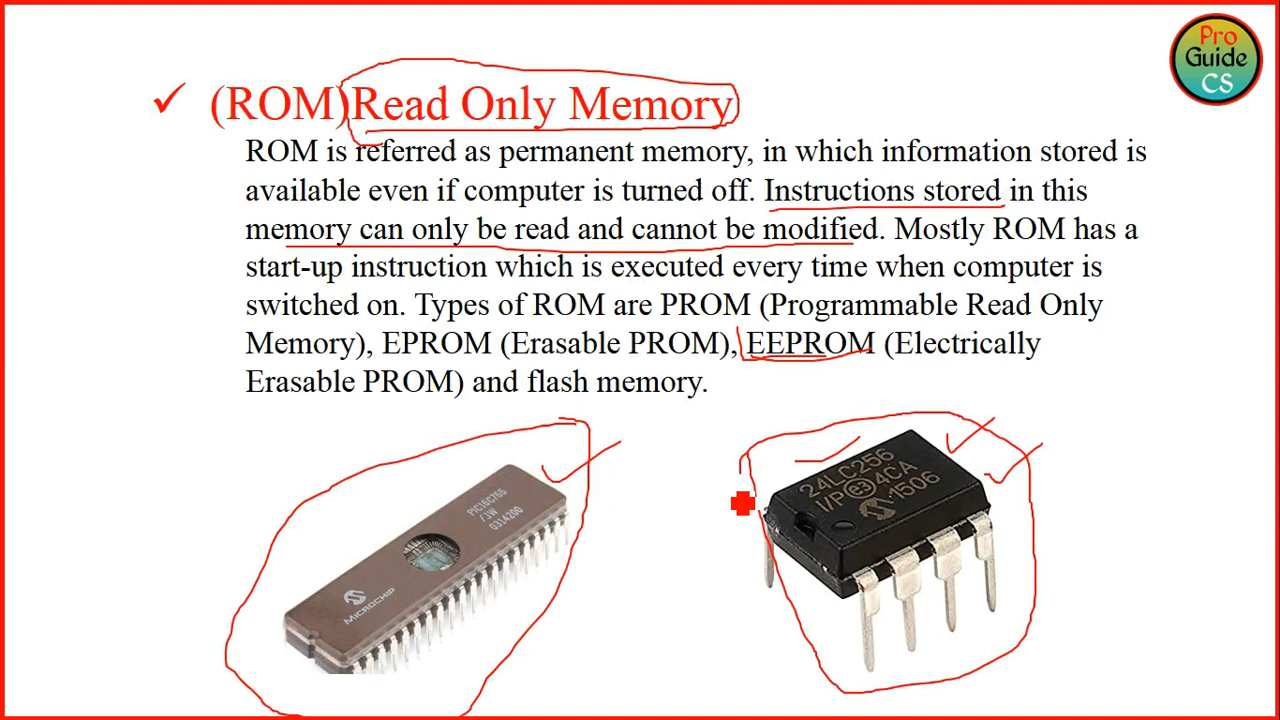 Pro
Guide
CS
✓ (ROM)Read Only Memory
ROM is referred as permanent memory, in which information stored is
available even if computer is turned off. Instructions stored in this
memory can only be read and cannot be modified. Mostly ROM has a
start-up instruction which is executed every time when computer is
switched on. Types of ROM are PROM (Programmable Read Only
Memory), EPROM (Erasable PROM), EEPROM (Electrically
Erasable PROM) and flash memory.
PIC16C765
/JW
0314200
MICROCHIP
24LC256
I/P e3 4CA
1506